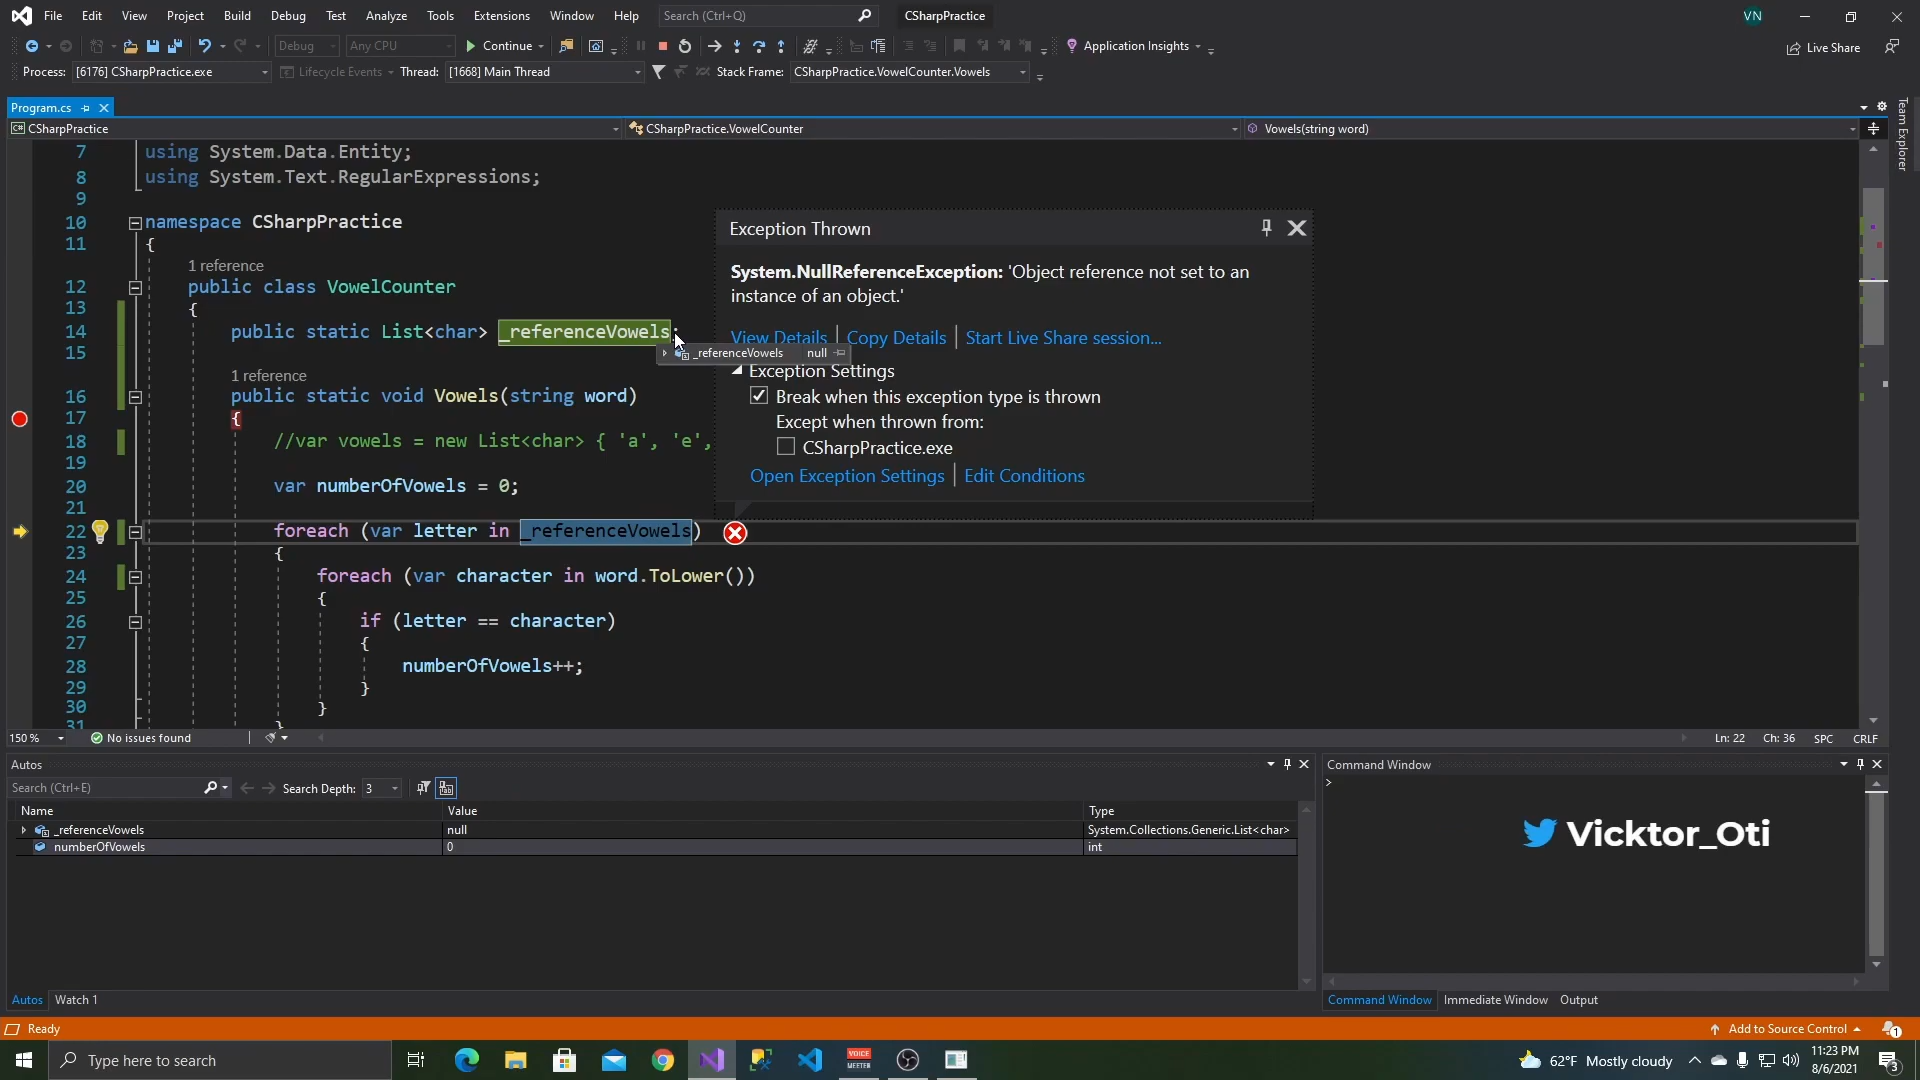 File Edit View Project Build Debug Test Analyze Tools Extensions Window Help Search (Ctrl+Q) CSharpPractice VN
Debug Any CPU Continue Application Insights Live Share
Process: [6176] CSharpPractice.exe Lifecycle Events Thread: [1668] Main Thread Stack Frame: CSharpPractice.VowelCounter.Vowels
Program.cs
Team Explorer
C# CSharpPractice CSharpPractice.VowelCounter Vowels(string word)
7 using System.Data.Entity;
8 using System.Text.RegularExpressions;
9
10 namespace CSharpPractice
11 {
1 reference
12 public class VowelCounter
13 {
14 public static List<char> _referenceVowels;
15
1 reference
16 public static void Vowels(string word)
17 {
18 //var vowels = new List<char> { 'a', 'e',
19
20 var numberOfVowels = 0;
21
22 foreach (var letter in _referenceVowels)
23 {
24 foreach (var character in word.ToLower())
25 {
26 if (letter == character)
27 {
28 numberOfVowels++;
29 }
30 }
31 }
Exception Thrown
System.NullReferenceException: 'Object reference not set to an
instance of an object.'
View Details | Copy Details | Start Live Share session...
_referenceVowels null
Exception Settings
Break when this exception type is thrown
Except when thrown from:
CSharpPractice.exe
Open Exception Settings | Edit Conditions
150 % No issues found Ln: 22 Ch: 36 SPC CRLF
Autos
Search (Ctrl+E) Search Depth: 3
Name Value Type
_referenceVowels null System.Collections.Generic.List<char>
numberOfVowels 0 int
Autos Watch 1
Command Window
>
Vicktor_Oti
Command Window Immediate Window Output
Ready Add to Source Control 1
Type here to search VOICE MEETER 62°F Mostly cloudy 11:23 PM
8/6/2021 3